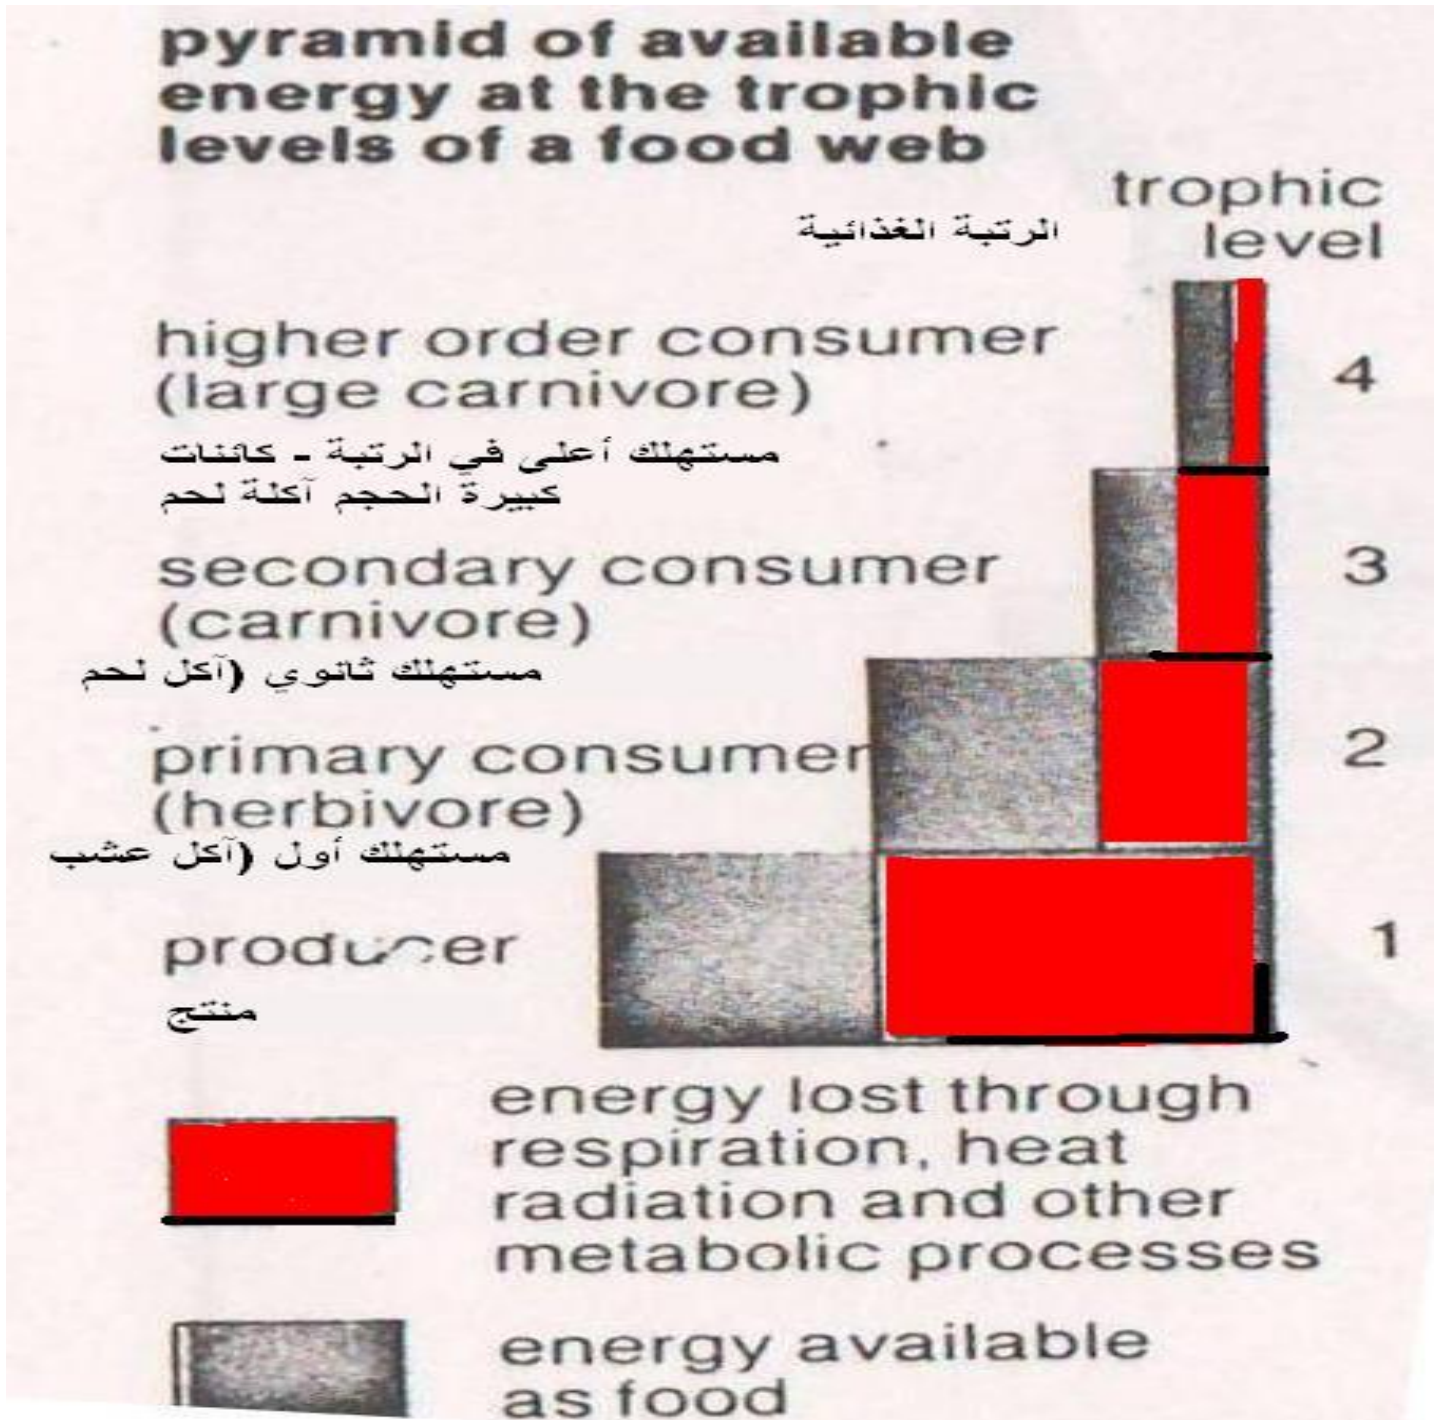 pyramid of available
energy at the trophic
levels of a food web
trophic
level
الرتبة الغذائية
higher order consumer
(large carnivore)
4
مستهلك أعلى في الرتبة - كائنات
كبيرة الحجم آكلة لحم
secondary consumer
(carnivore)
3
مستهلك ثانوي (آكل لحم
primary consumer
(herbivore)
2
مستهلك أول (آكل عشب
producer
1
منتج
energy lost through
respiration, heat
radiation and other
metabolic processes
energy available
as food